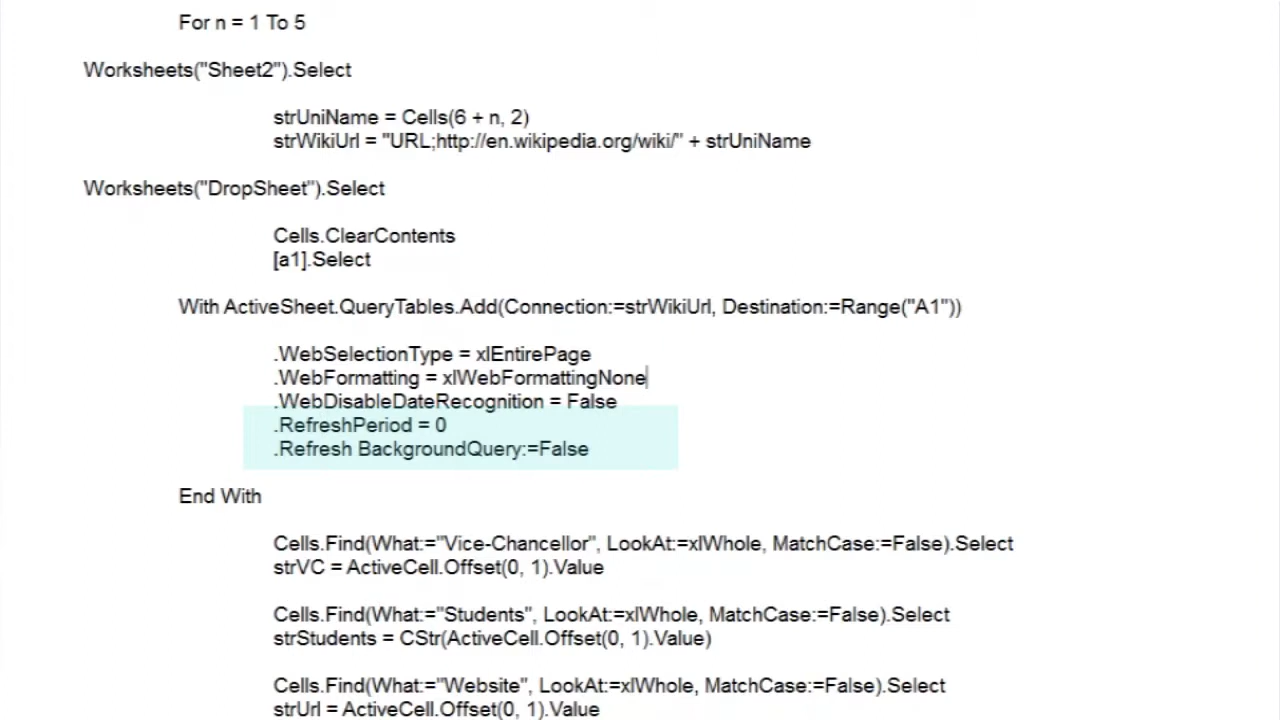 For n = 1 To 5
Worksheets("Sheet2").Select
strUniName = Cells(6 + n, 2)
strWikiUrl = "URL;http://en.wikipedia.org/wiki/" + strUniName
Worksheets("DropSheet").Select
Cells.ClearContents
[a1].Select
With ActiveSheet.QueryTables.Add(Connection:=strWikiUrl, Destination:=Range("A1"))
.WebSelectionType = xlEntirePage
.WebFormatting = xlWebFormattingNone
.WebDisableDateRecognition = False
.RefreshPeriod = 0
.Refresh BackgroundQuery:=False
End With
Cells.Find(What:="Vice-Chancellor", LookAt:=xlWhole, MatchCase:=False).Select
strVC = ActiveCell.Offset(0, 1).Value
Cells.Find(What:="Students", LookAt:=xlWhole, MatchCase:=False).Select
strStudents = CStr(ActiveCell.Offset(0, 1).Value)
Cells.Find(What:="Website", LookAt:=xlWhole, MatchCase:=False).Select
strUrl = ActiveCell.Offset(0, 1).Value